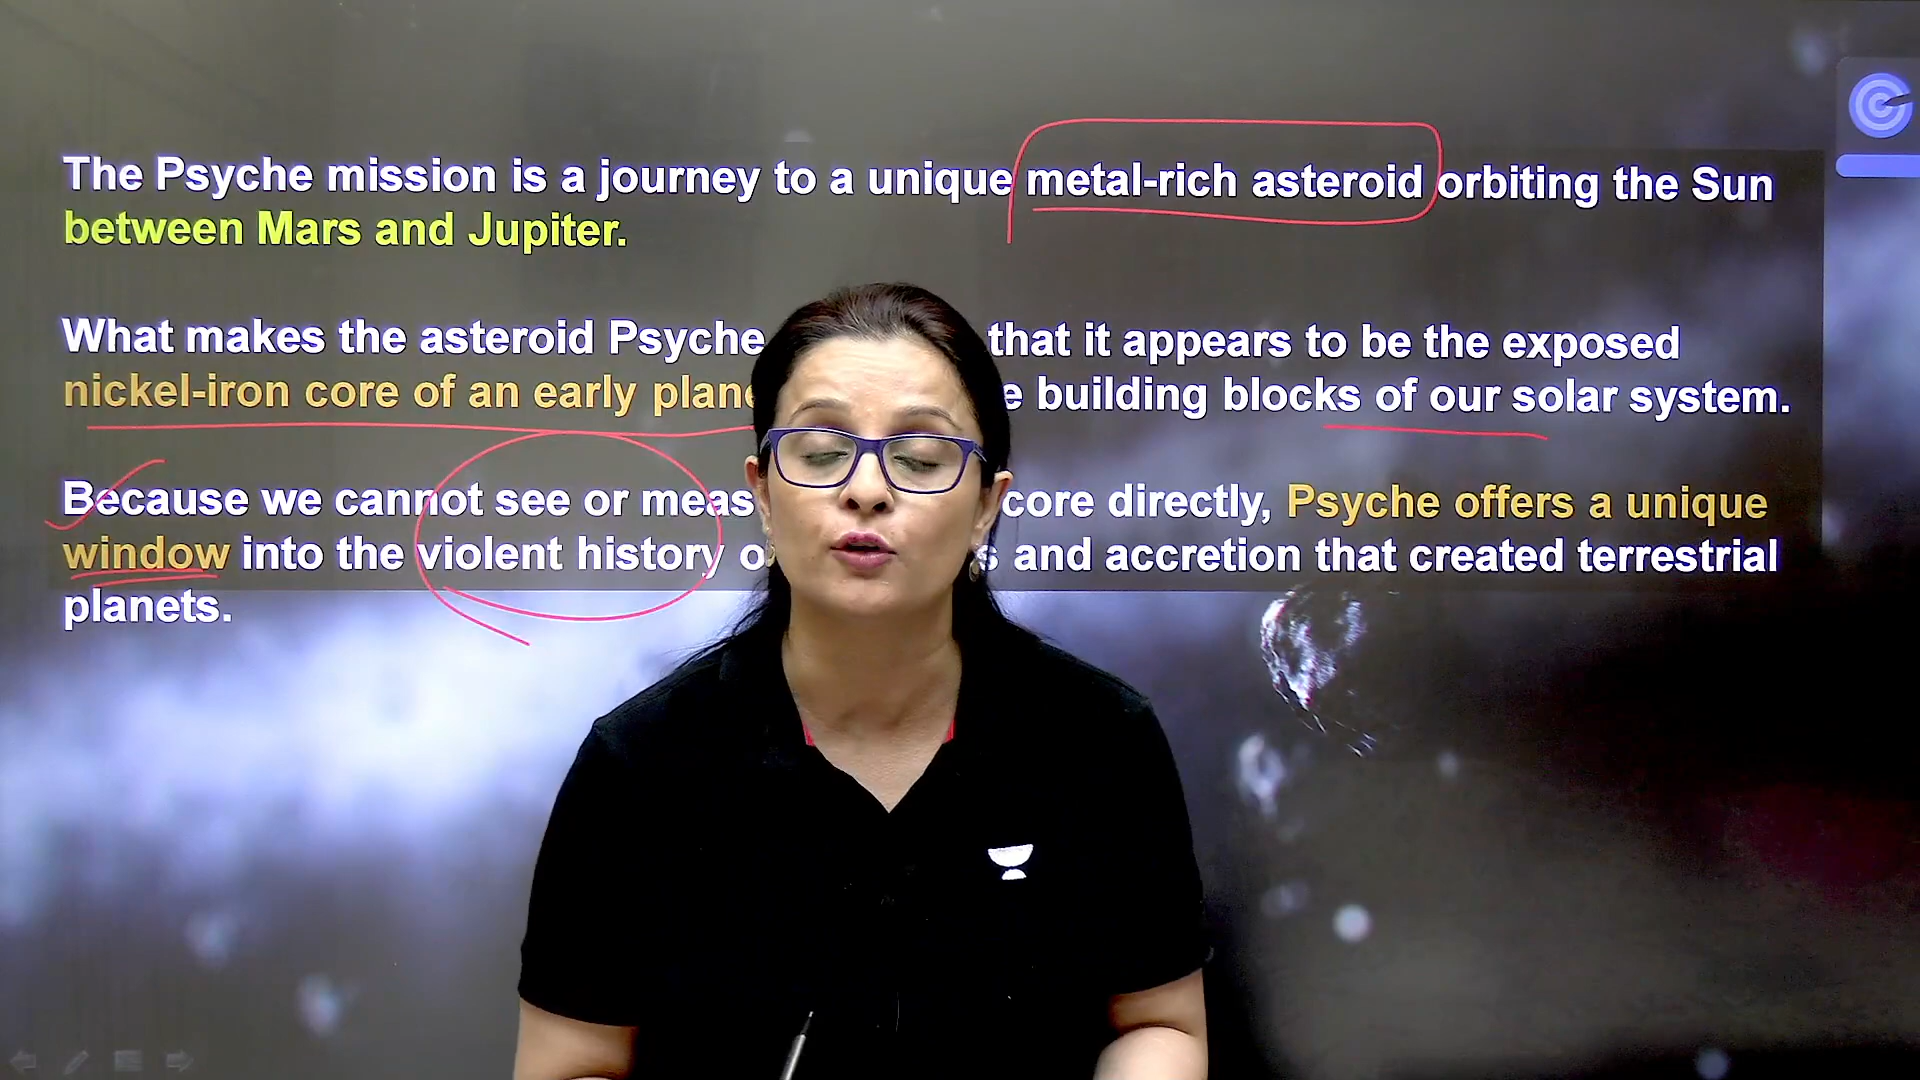 The Psyche mission is a journey to a unique metal-rich asteroid orbiting the Sun
between Mars and Jupiter.
What makes the asteroid Psyche that it appears to be the exposed
nickel-iron core of an early building blocks of our solar system.
Because we cannot see or core directly, Psyche offers a unique
window into the violent history and accretion that created terrestrial
planets.